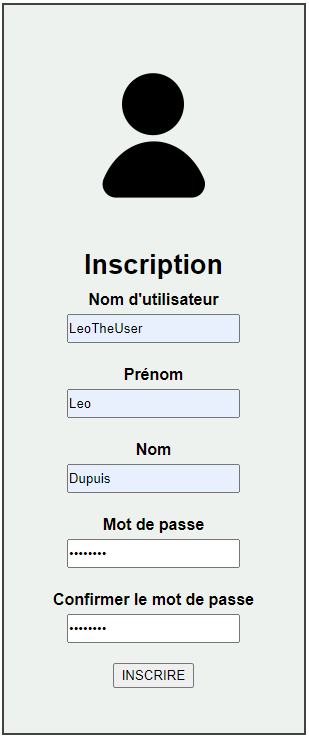 Inscription
Nom d'utilisateur
LeoTheUser
Prénom
Leo
Nom
Dupuis
Mot de passe
••••••••
Confirmer le mot de passe
••••••••
INSCRIRE